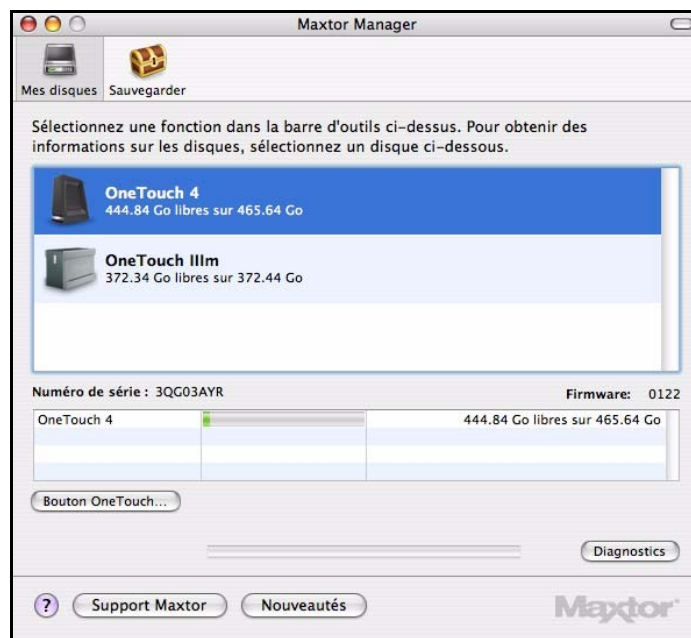 Maxtor Manager
Mes disques Sauvegarder
Sélectionnez une fonction dans la barre d'outils ci-dessus. Pour obtenir des
informations sur les disques, sélectionnez un disque ci-dessous.
OneTouch 4
444.84 Go libres sur 465.64 Go
OneTouch IIIm
372.34 Go libres sur 372.44 Go
Numéro de série : 3QG03AYR Firmware: 0122
OneTouch 4 444.84 Go libres sur 465.64 Go
Bouton OneTouch...
Diagnostics
? Support Maxtor Nouveautés Maxtor